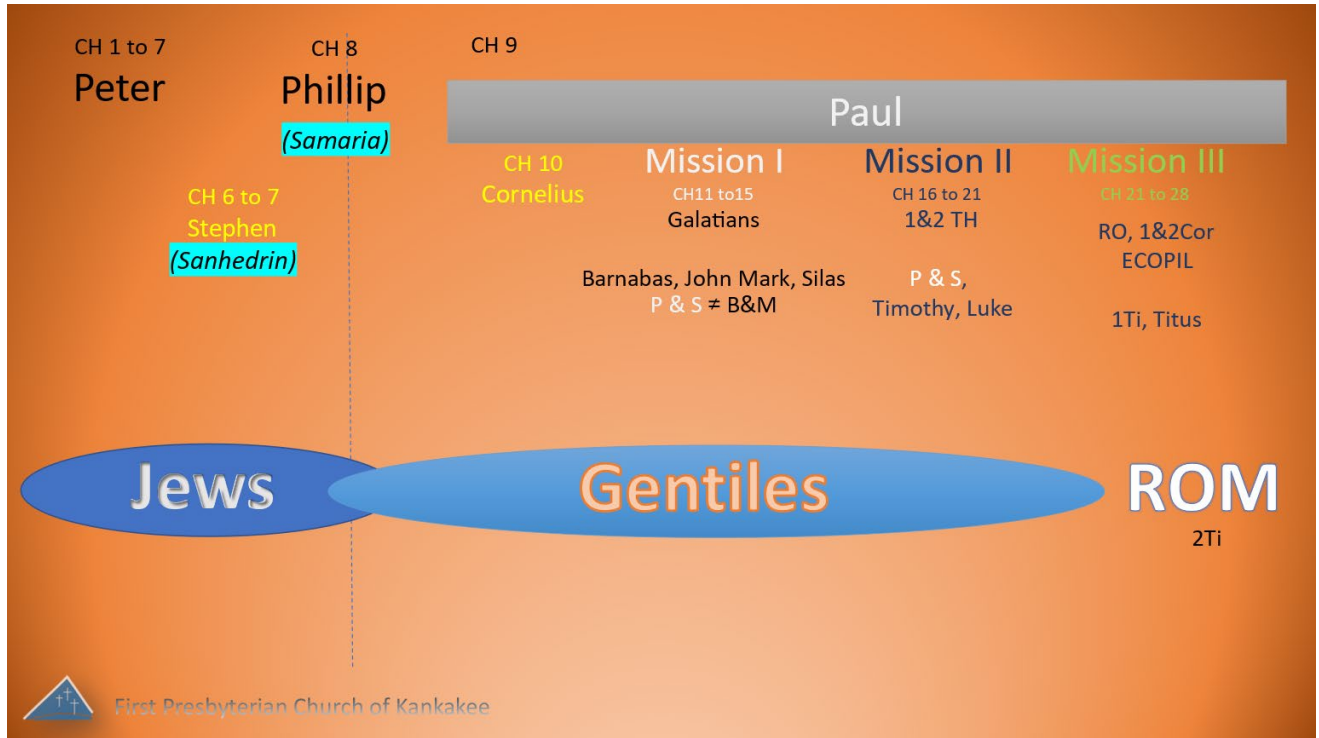 CH 1 to 7
Peter
CH 8
Phillip
(Samaria)
CH 6 to 7
Stephen
(Sanhedrin)
CH 9
Paul
CH 10
Cornelius
Mission I
CH11 to15
Galatians
Barnabas, John Mark, Silas
P & S ≠ B&M
Mission II
CH 16 to 21
1&2 TH
P & S,
Timothy, Luke
Mission III
CH 21 to 28
RO, 1&2Cor
ECOPIL
1Ti, Titus
Jews
Gentiles
ROM
2Ti
First Presbyterian Church of Kankakee